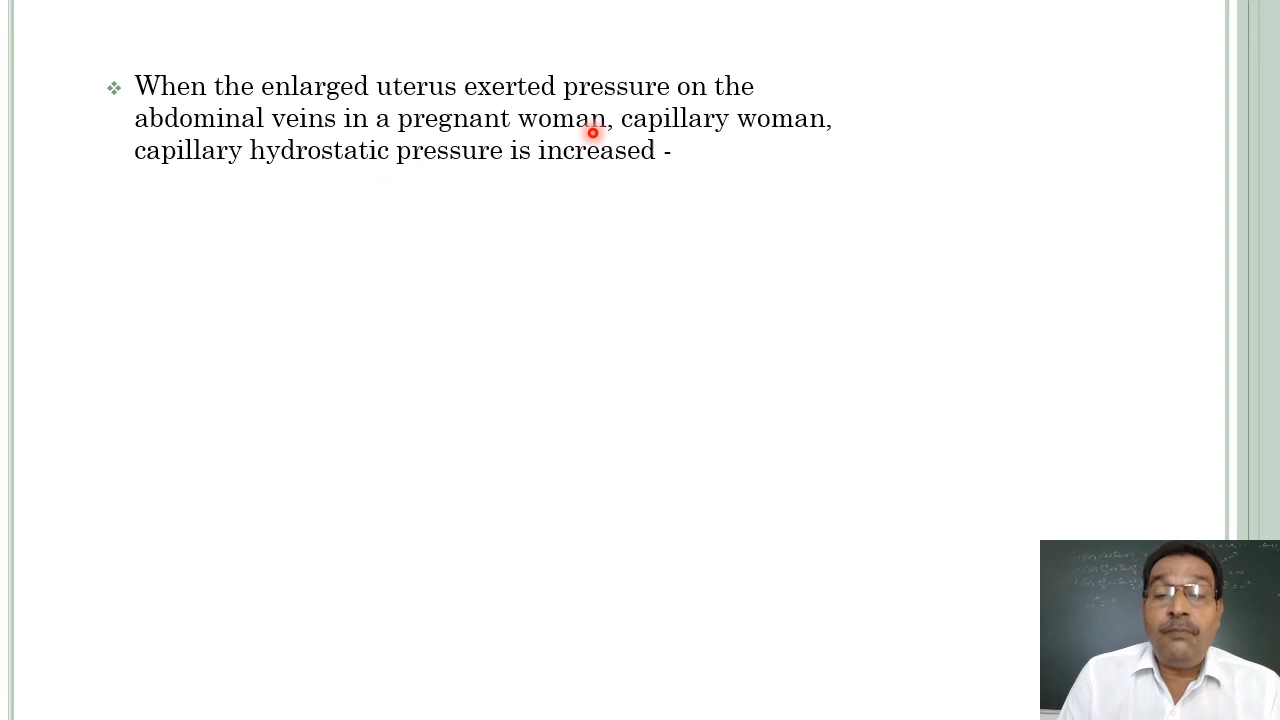 When the enlarged uterus exerted pressure on the
abdominal veins in a pregnant woman, capillary woman,
capillary hydrostatic pressure is increased -